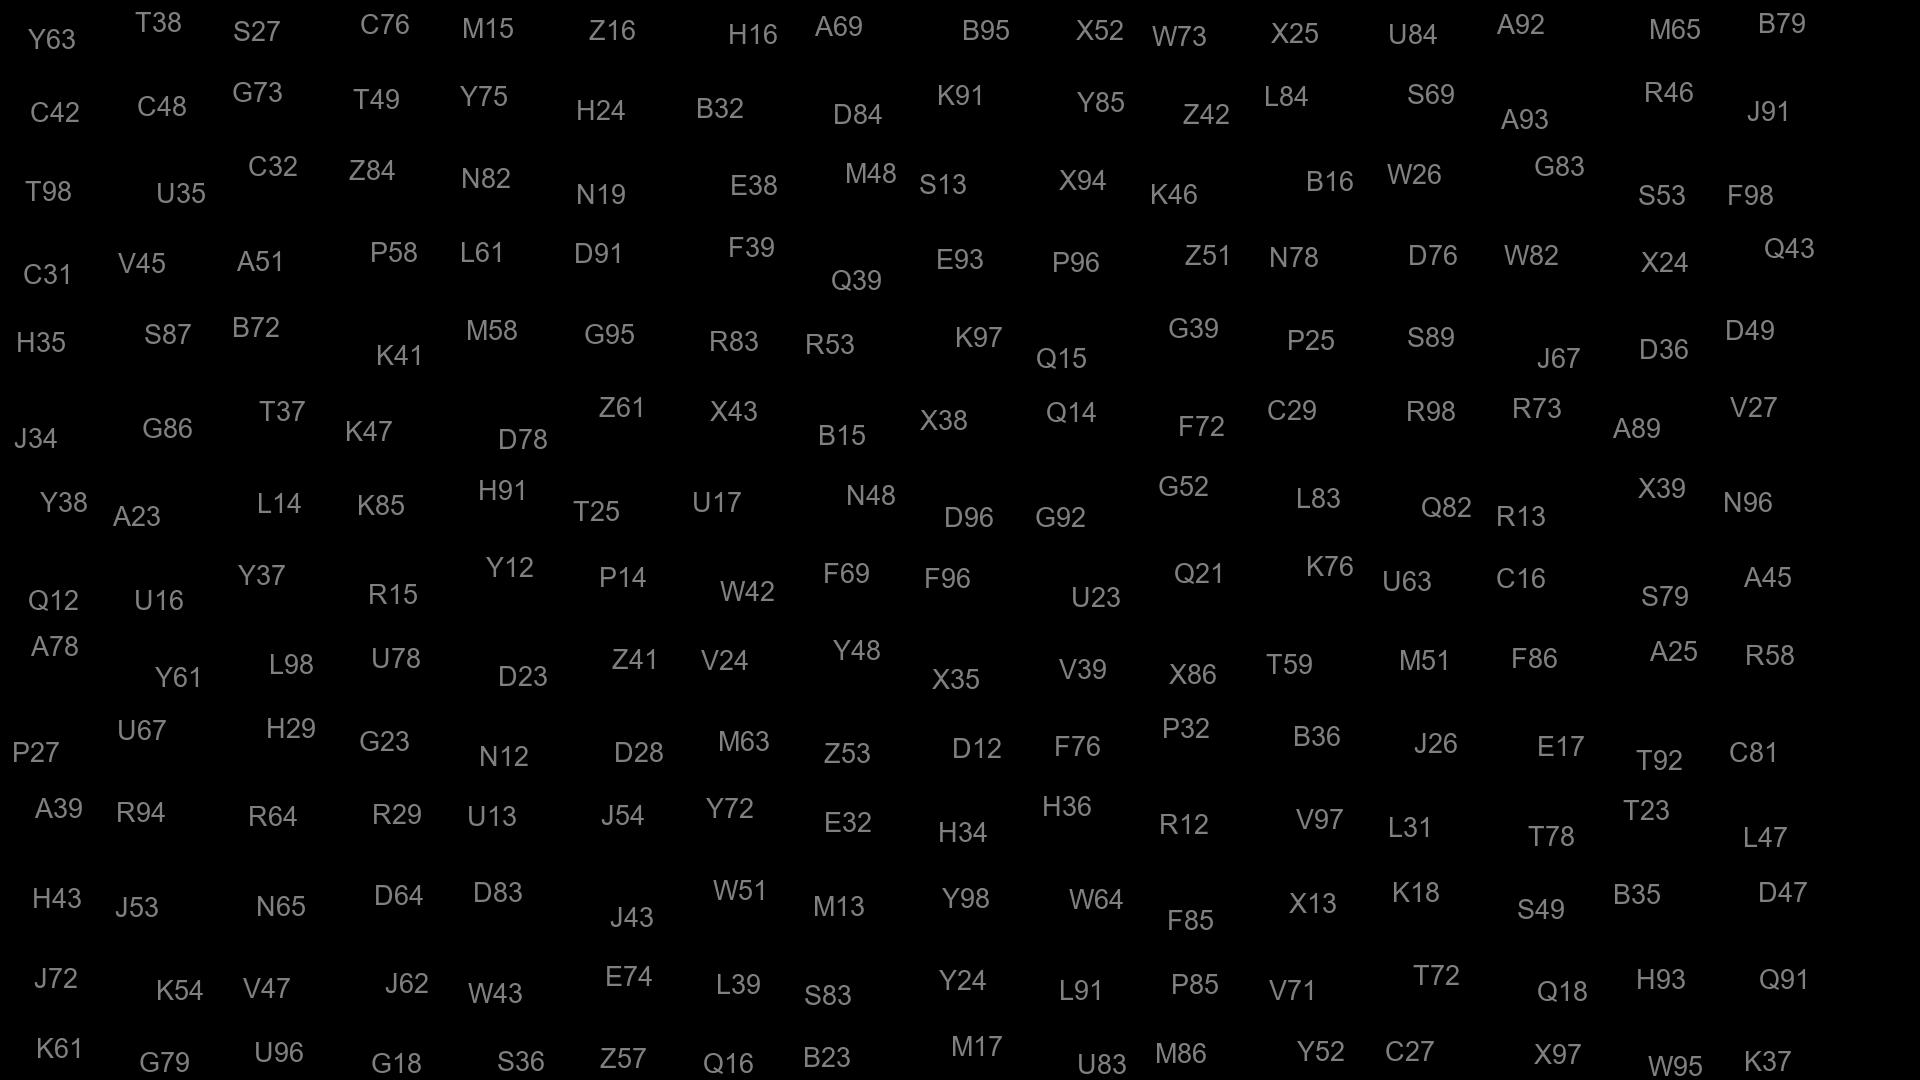 Y63 T38 S27 C76 M15 Z16 H16 A69 B95 X52 W73 X25 U84 A92 M65 B79
C42 C48 G73 T49 Y75 H24 B32 D84 K91 Y85 Z42 L84 S69 A93 R46 J91
T98 U35 C32 Z84 N82 N19 E38 M48 S13 X94 K46 B16 W26 G83 S53 F98
C31 V45 A51 P58 L61 D91 F39 Q39 E93 P96 Z51 N78 D76 W82 X24 Q43
H35 S87 B72 K41 M58 G95 R83 R53 K97 Q15 G39 P25 S89 J67 D36 D49
J34 G86 T37 K47 D78 Z61 X43 B15 X38 Q14 F72 C29 R98 R73 A89 V27
Y38 A23 L14 K85 H91 T25 U17 N48 D96 G92 G52 L83 Q82 R13 X39 N96
Q12 U16 Y37 R15 Y12 P14 W42 F69 F96 U23 Q21 K76 U63 C16 S79 A45
A78 Y61 L98 U78 D23 Z41 V24 Y48 X35 V39 X86 T59 M51 F86 A25 R58
P27 U67 H29 G23 N12 D28 M63 Z53 D12 F76 P32 B36 J26 E17 T92 C81
A39 R94 R64 R29 U13 J54 Y72 E32 H34 H36 R12 V97 L31 T78 T23 L47
H43 J53 N65 D64 D83 J43 W51 M13 Y98 W64 F85 X13 K18 S49 B35 D47
J72 K54 V47 J62 W43 E74 L39 S83 Y24 L91 P85 V71 T72 Q18 H93 Q91
K61 G79 U96 G18 S36 Z57 Q16 B23 M17 U83 M86 Y52 C27 X97 W95 K37